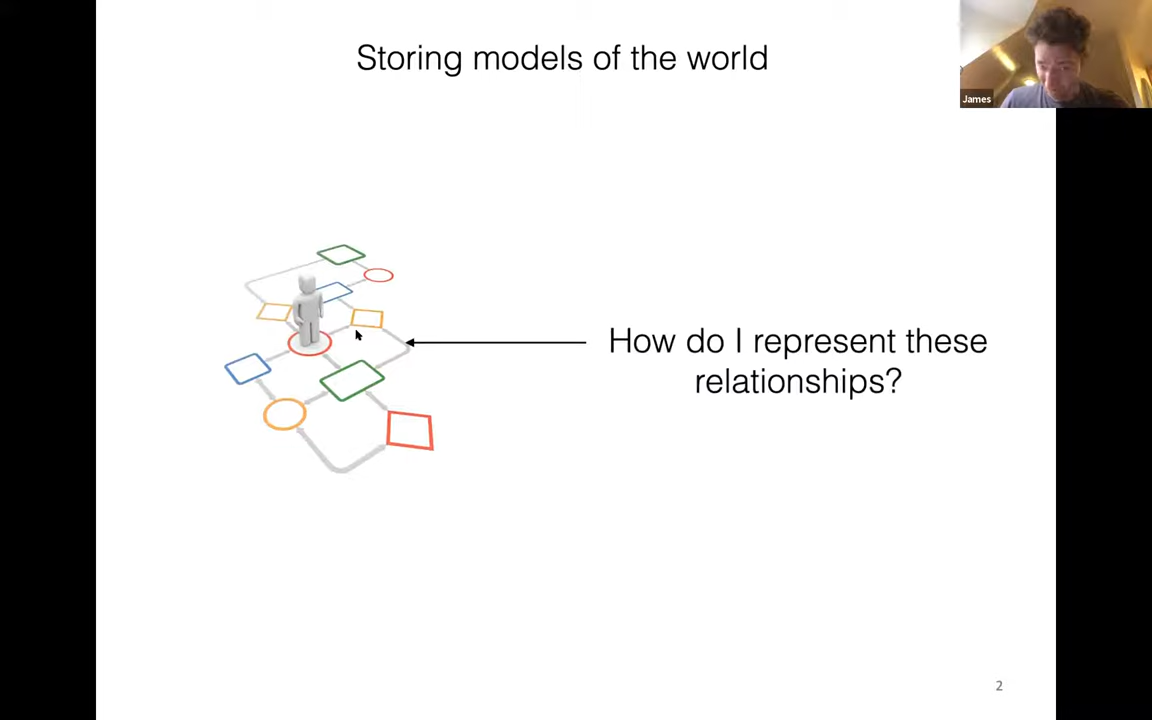 Storing models of the world
James
How do I represent these
relationships?
2